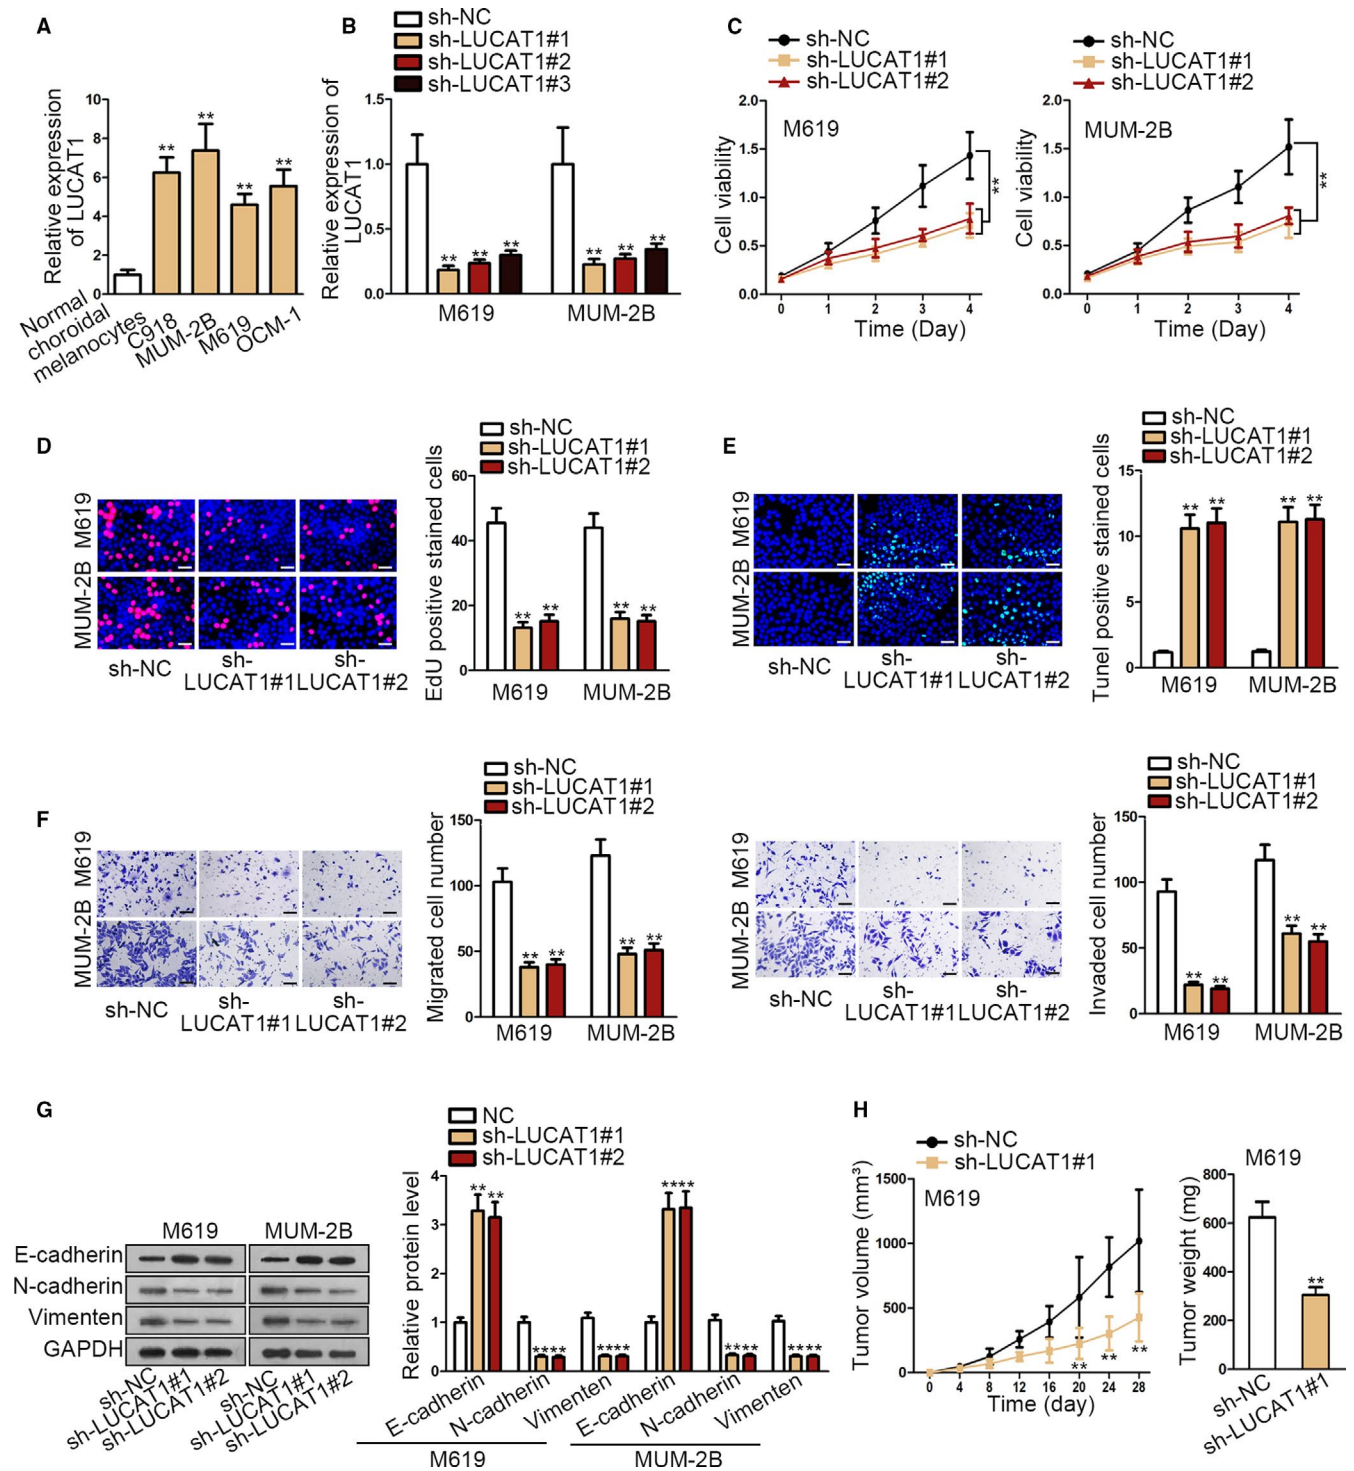 A
Relative expression
of LUCAT1
10
8
6
4
2
0
**
**
**
**
Normal
choroidal
melanocytes
C918
MUM-2B
M619
OCM-1
B
sh-NC
sh-LUCAT1#1
sh-LUCAT1#2
sh-LUCAT1#3
Relative expression of
LUCAT1
1.5
1.0
0.5
0.0
** ** **
** ** **
M619
MUM-2B
C
sh-NC
sh-LUCAT1#1
sh-LUCAT1#2
M619
Cell viability
2.0
1.5
1.0
0.5
0.0
**
0 1 2 3 4
Time (Day)
sh-NC
sh-LUCAT1#1
sh-LUCAT1#2
MUM-2B
Cell viability
2.0
1.5
1.0
0.5
0.0
**
0 1 2 3 4
Time (Day)
D
M619
MUM-2B
sh-NC
sh-
LUCAT1#1
sh-
LUCAT1#2
sh-NC
sh-LUCAT1#1
sh-LUCAT1#2
EdU positive stained cells
60
40
20
0
** **
** **
M619
MUM-2B
E
M619
MUM-2B
sh-NC
sh-
LUCAT1#1
sh-
LUCAT1#2
sh-NC
sh-LUCAT1#1
sh-LUCAT1#2
Tunel positive stained cells
15
10
5
0
** **
** **
M619
MUM-2B
F
M619
MUM-2B
sh-NC
sh-
LUCAT1#1
sh-
LUCAT1#2
sh-NC
sh-LUCAT1#1
sh-LUCAT1#2
Migrated cell number
150
100
50
0
** **
** **
M619
MUM-2B
M619
MUM-2B
sh-NC
sh-
LUCAT1#1
sh-
LUCAT1#2
sh-NC
sh-LUCAT1#1
sh-LUCAT1#2
Invaded cell number
150
100
50
0
** **
** **
M619
MUM-2B
G
M619
MUM-2B
E-cadherin
N-cadherin
Vimenten
GAPDH
sh-NC
sh-LUCAT1#1
sh-LUCAT1#2
sh-NC
sh-LUCAT1#1
sh-LUCAT1#2
NC
sh-LUCAT1#1
sh-LUCAT1#2
Relative protein level
4
3
2
1
0
** **
****
****
****
****
****
E-cadherin
N-cadherin
Vimenten
E-cadherin
N-cadherin
Vimenten
M619
MUM-2B
H
sh-NC
sh-LUCAT1#1
M619
Tumor volume (mm³)
1500
1000
500
0
** ** **
0 4 8 12 16 20 24 28
Time (day)
M619
Tumor weight (mg)
800
600
400
200
0
**
sh-NC
sh-LUCAT1#1